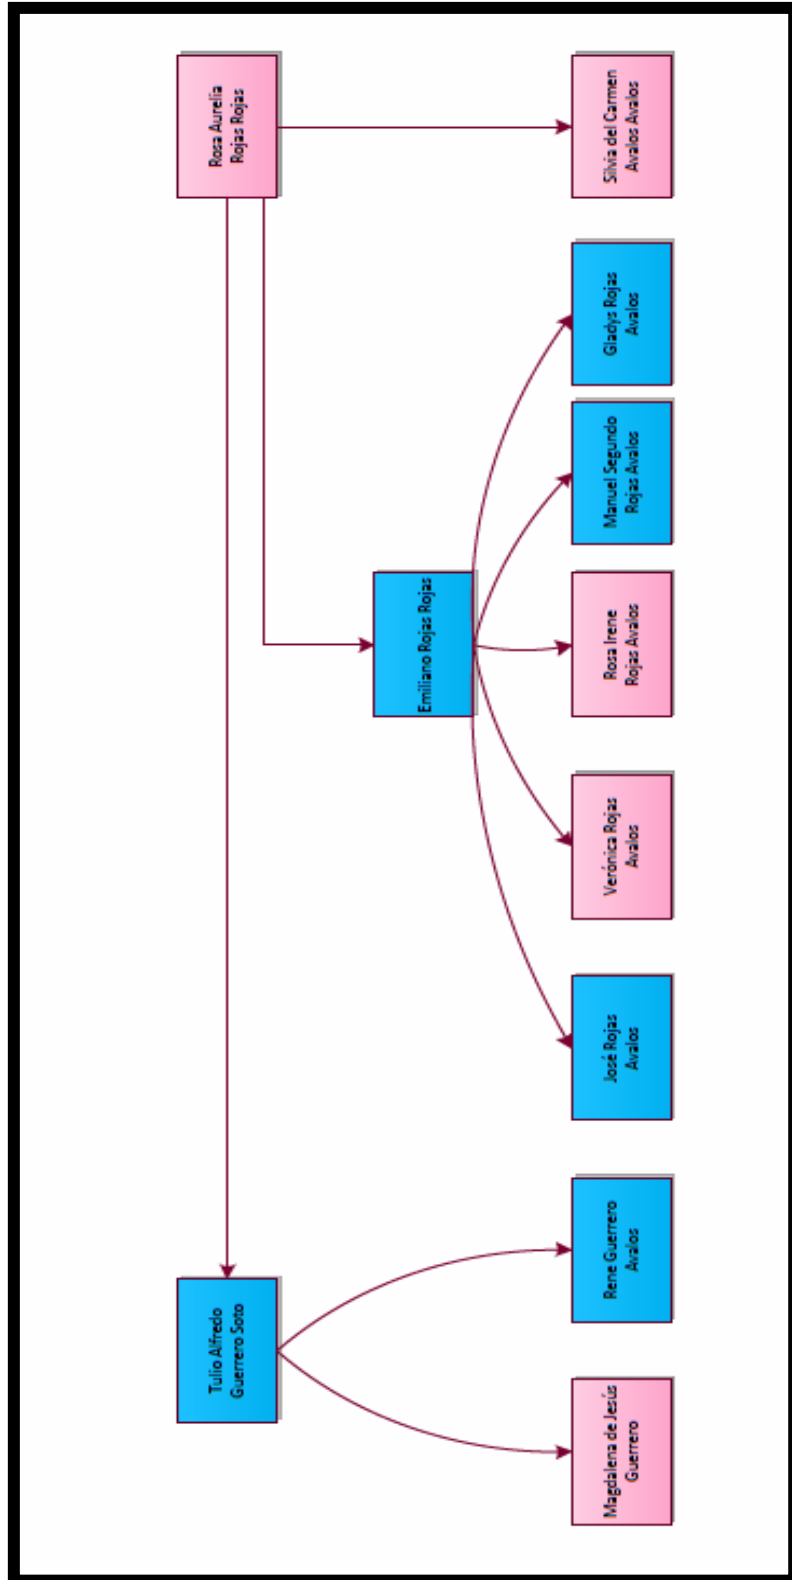 Rosa Aurelia
Rojas Rojas
Silvia del Carmen
Avalos Avalos
Gladys Rojas
Avalos
Manuel Segundo
Rojas Avalos
Emiliano Rojas Rojas
Rosa Irene
Rojas Avalos
Verónica Rojas
Avalos
José Rojas
Avalos
Rene Guerrero
Avalos
Tulio Alfredo
Guerrero Soto
Magdalena de Jesús
Guerrero